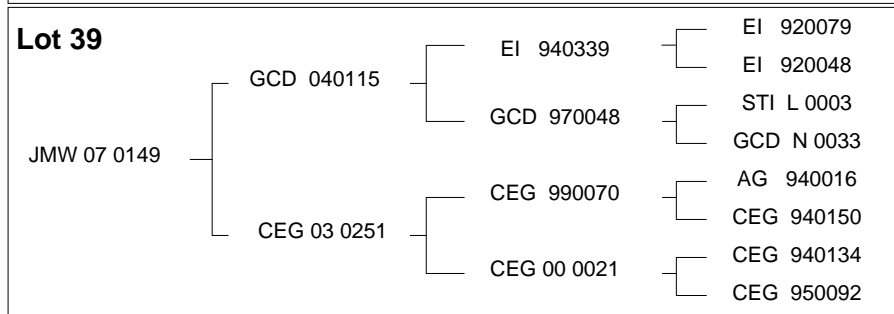 Lot 39
EI 920079
EI 940339
EI 920048
GCD 040115
STI L 0003
GCD 970048
GCD N 0033
JMW 07 0149
AG 940016
CEG 990070
CEG 940150
CEG 03 0251
CEG 940134
CEG 00 0021
CEG 950092